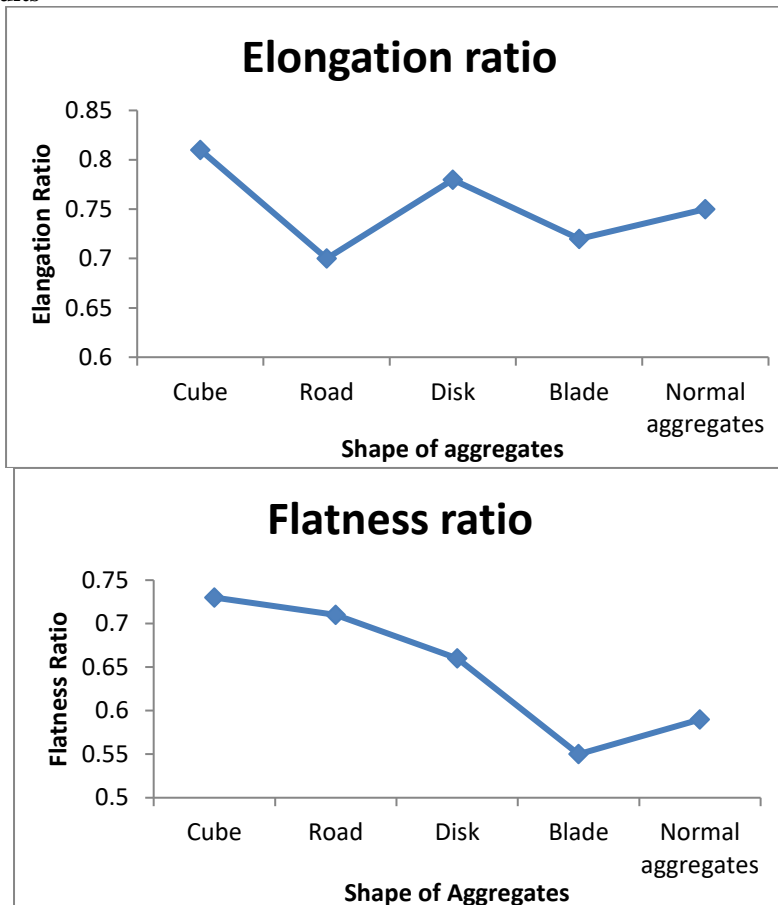 Elongation ratio
0.85
0.8
0.75
0.7
0.65
0.6
Elangation Ratio
Cube Road Disk Blade Normal aggregates
Shape of aggregates
Flatness ratio
0.75
0.7
0.65
0.6
0.55
0.5
Flatness Ratio
Cube Road Disk Blade Normal aggregates
Shape of Aggregates